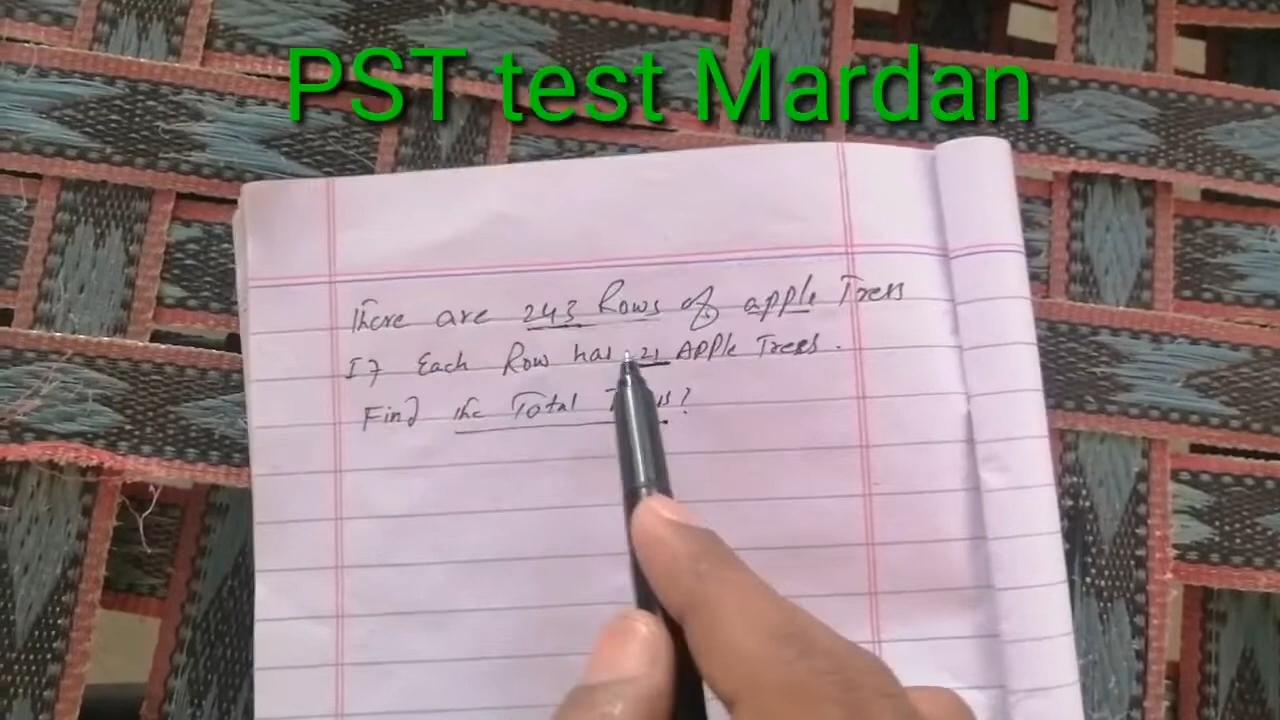 PST test Mardan
There are 243 Rows of apple Trees
If Each Row has 21 APPle Trees.
Find the Total ?